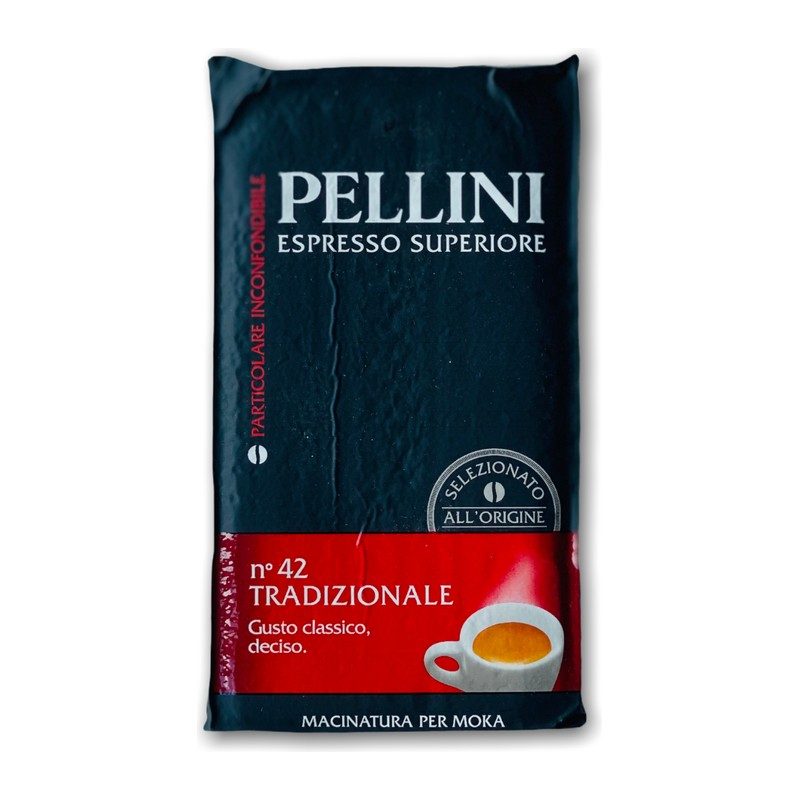 PELLINI
ESPRESSO SUPERIORE
PARTICOLARE INCONFONDIBILE
SELEZIONATO
ALL'ORIGINE
n° 42
TRADIZIONALE
Gusto classico,
deciso.
MACINATURA PER MOKA